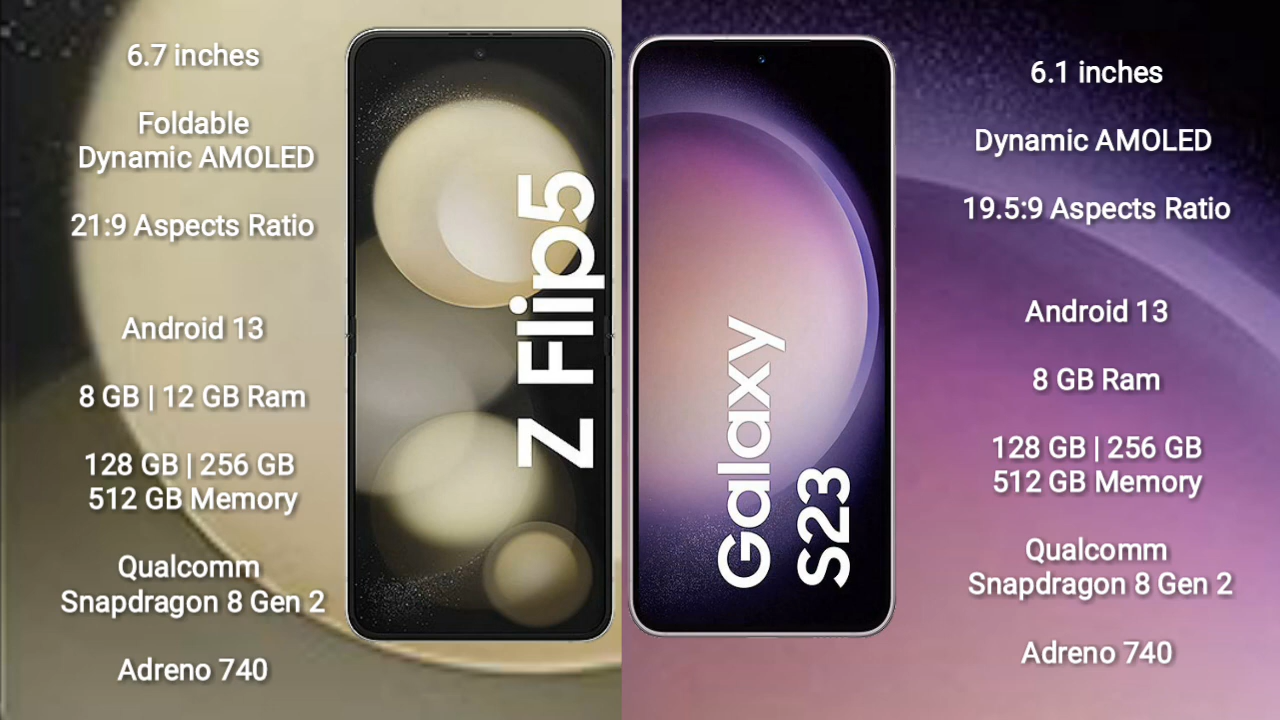 6.7 inches
Foldable
Dynamic AMOLED
21:9 Aspects Ratio
Android 13
8 GB | 12 GB Ram
128 GB | 256 GB
512 GB Memory
Qualcomm
Snapdragon 8 Gen 2
Adreno 740
Z Flip5
Galaxy
S23
6.1 inches
Dynamic AMOLED
19.5:9 Aspects Ratio
Android 13
8 GB Ram
128 GB | 256 GB
512 GB Memory
Qualcomm
Snapdragon 8 Gen 2
Adreno 740